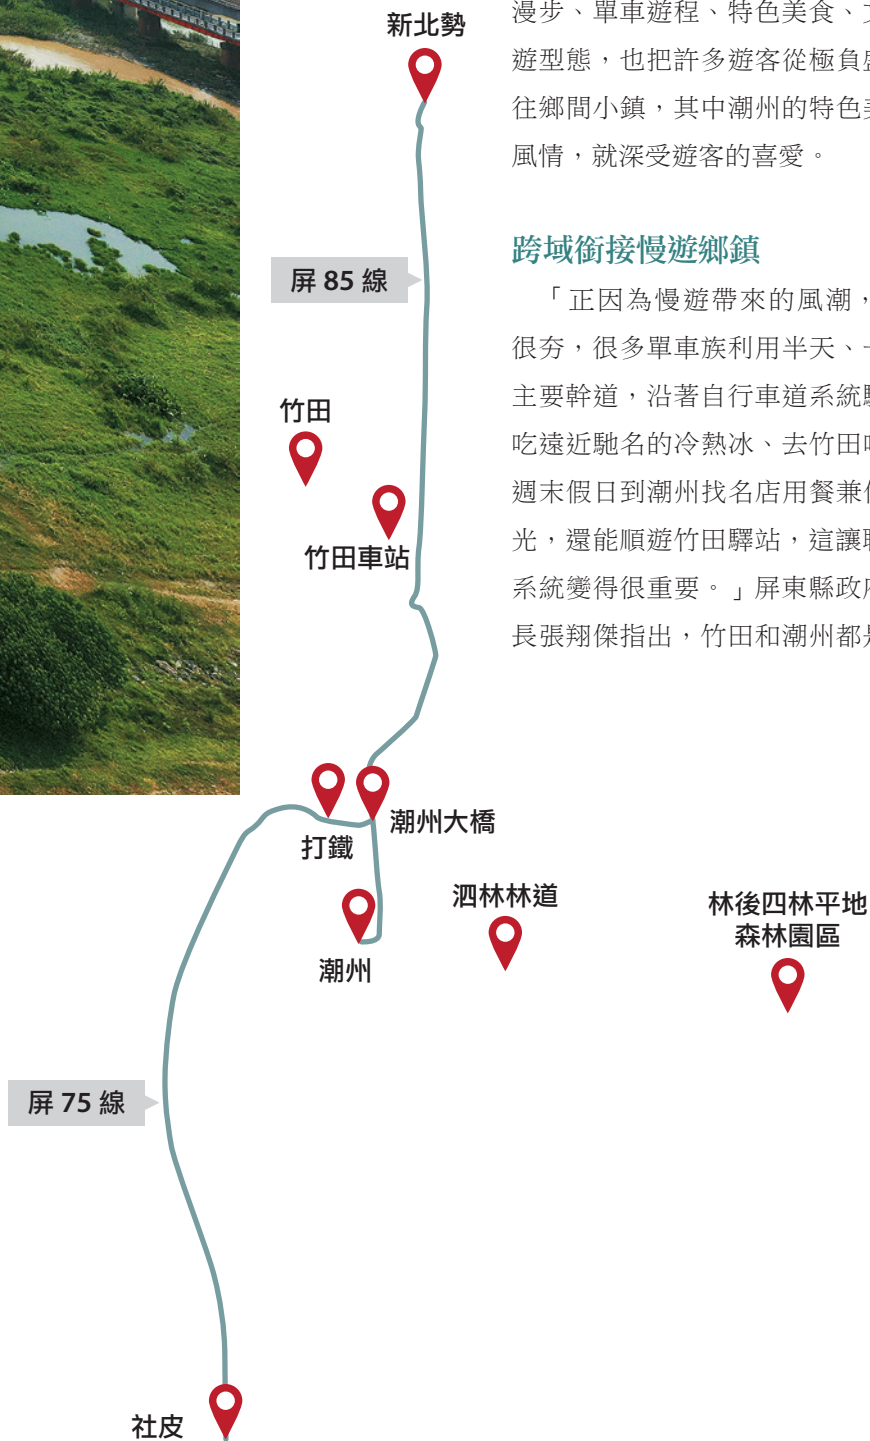 漫步、單車遊程、特色美食、
遊型態,也把許多遊客從極負
往鄉間小鎮,其中潮州的特色
風情,就深受遊客的喜愛。
跨域銜接慢遊鄉鎮
「正因為慢遊帶來的風潮,
很夯,很多單車族利用半天、
主要幹道,沿著自行車道系統
吃遠近馳名的冷熱冰、去竹田
週末假日到潮州找名店用餐兼
光,還能順遊竹田驛站,這讓
系統變得很重要。」屏東縣政府
長張翔傑指出,竹田和潮州都
新北勢
屏 85 線
竹田
竹田車站
潮州大橋
打鐵
泗林林道
林後四林平地
森林園區
潮州
屏 75 線
社皮